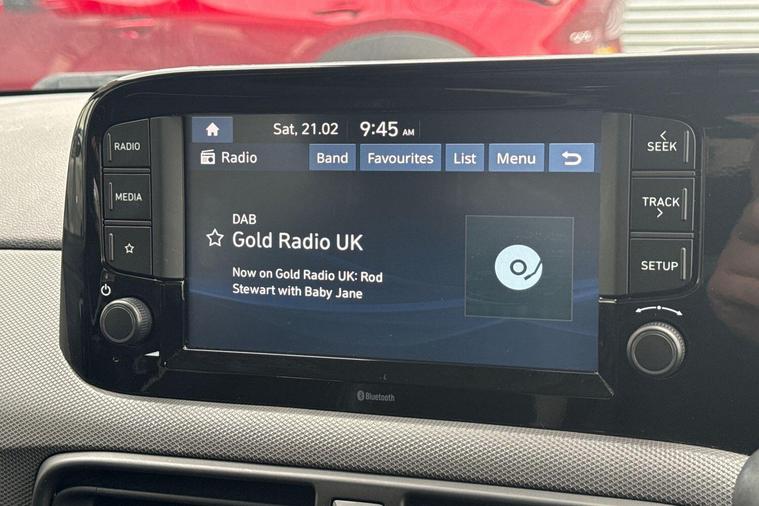 Sat, 21.02 9:45 AM
RADIO
Radio Band Favourites List Menu
SEEK
MEDIA
TRACK
DAB
Gold Radio UK
SETUP
Now on Gold Radio UK: Rod
Stewart with Baby Jane
Bluetooth